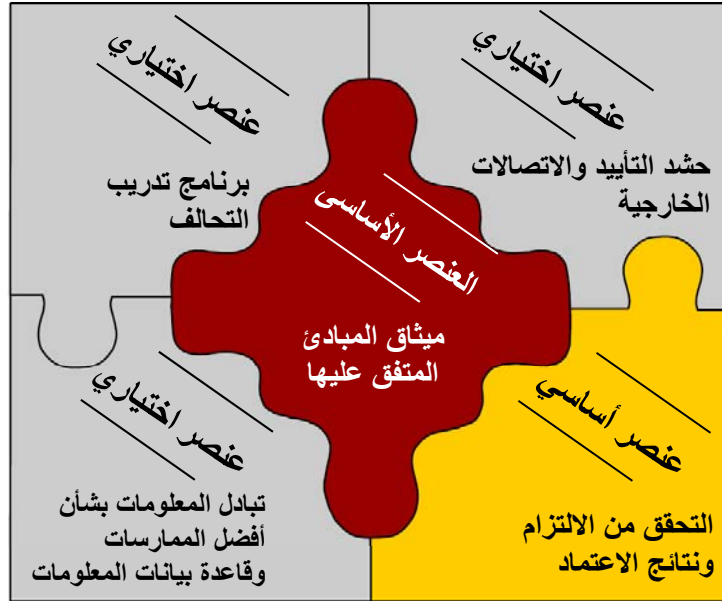 عنصر اختياري
حشد التأييد والاتصالات
الخارجية
عنصر اختياري
برنامج تدريب
التحالف
العنصر الأساسى
ميثاق المبادئ
المتفق عليها
عنصر أساسي
التحقق من الالتزام
ونتائج الاعتماد
عنصر اختياري
تبادل المعلومات بشأن
أفضل الممارسات
وقاعدة بيانات المعلومات